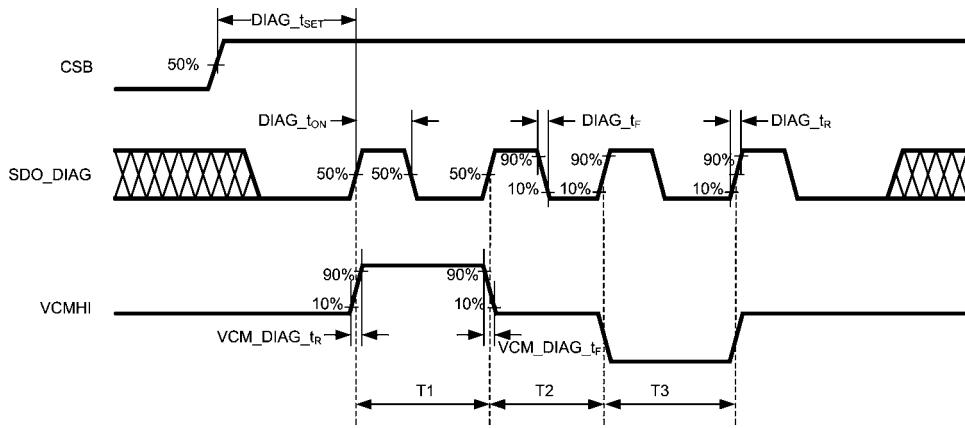 DIAG_tSET
CSB
50%
DIAG_tON
DIAG_tF
DIAG_tR
SDO_DIAG
50%
50%
50%
90%
90%
90%
10%
10%
10%
VCMHI
90%
90%
10%
10%
VCM_DIAG_tR
VCM_DIAG_tF
T1
T2
T3